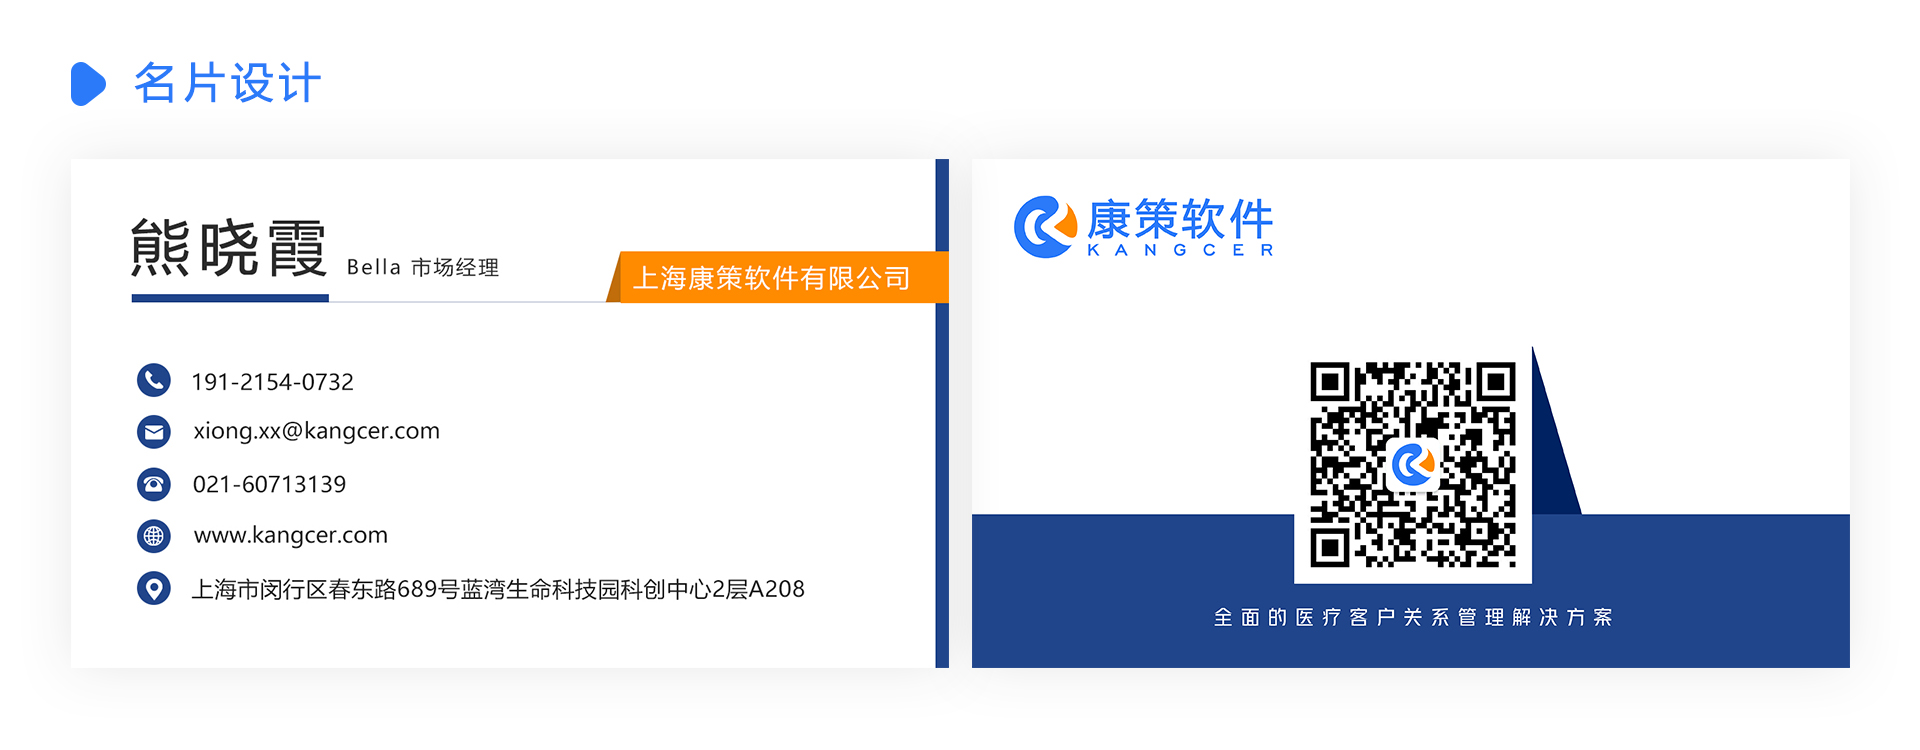 名片设计
熊晓霞 Bella 市场经理
上海康策软件有限公司
191-2154-0732
xiong.xx@kangcer.com
021-60713139
www.kangcer.com
上海市闵行区春东路689号蓝湾生命科技园科创中心2层A208
康策软件
KANGCER
全面的医疗客户关系管理解决方案